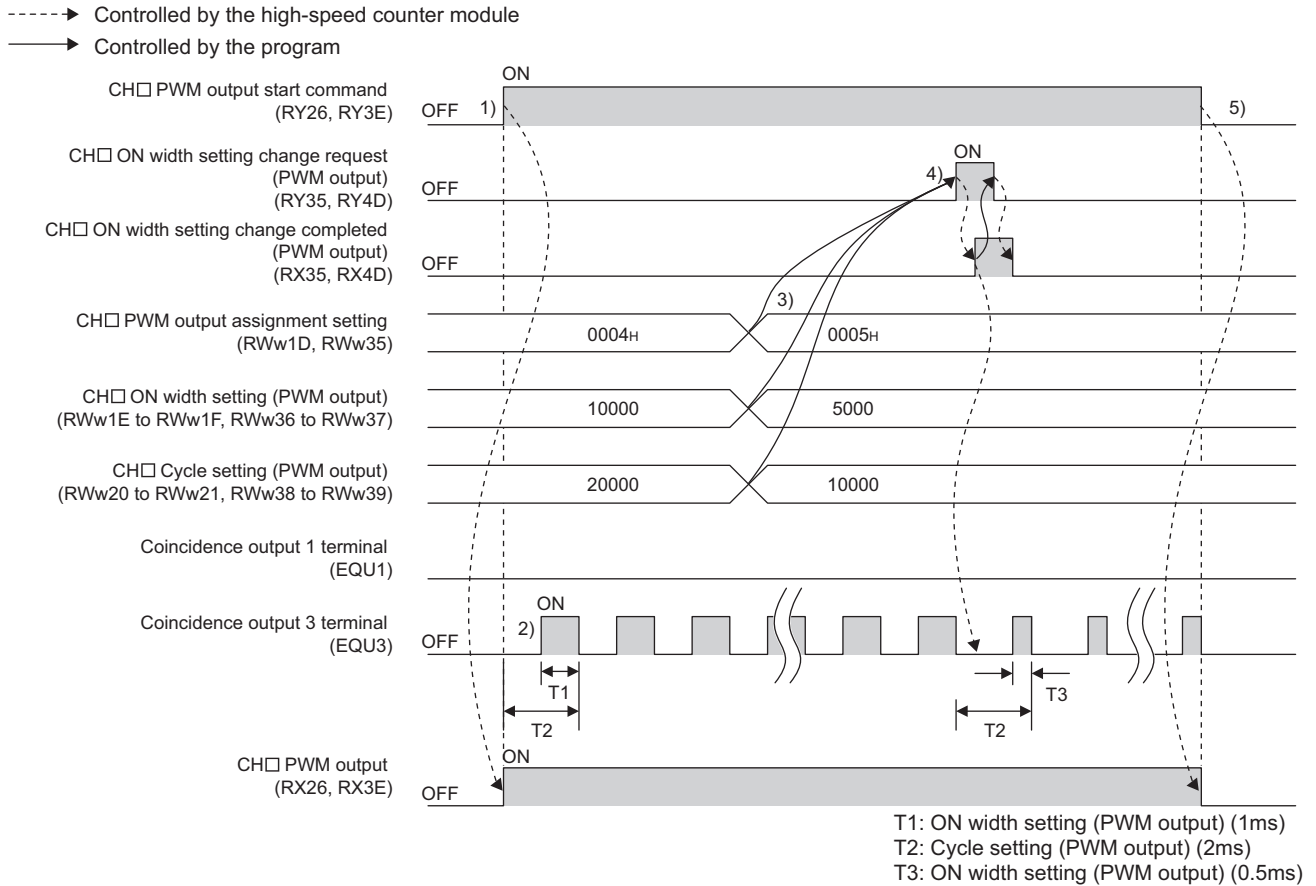 Controlled by the high-speed counter module
Controlled by the program
CH□ PWM output start command
(RY26, RY3E)
OFF
1)
ON
5)
CH□ ON width setting change request
(PWM output)
(RY35, RY4D)
OFF
4)
ON
CH□ ON width setting change completed
(PWM output)
(RX35, RX4D)
OFF
CH□ PWM output assignment setting
(RWw1D, RWw35)
0004H
3)
0005H
CH□ ON width setting (PWM output)
(RWw1E to RWw1F, RWw36 to RWw37)
10000
5000
CH□ Cycle setting (PWM output)
(RWw20 to RWw21, RWw38 to RWw39)
20000
10000
Coincidence output 1 terminal
(EQU1)
Coincidence output 3 terminal
(EQU3)
OFF
2)
ON
T1
T2
T3
T2
CH□ PWM output
(RX26, RX3E)
OFF
ON
T1: ON width setting (PWM output) (1ms)
T2: Cycle setting (PWM output) (2ms)
T3: ON width setting (PWM output) (0.5ms)